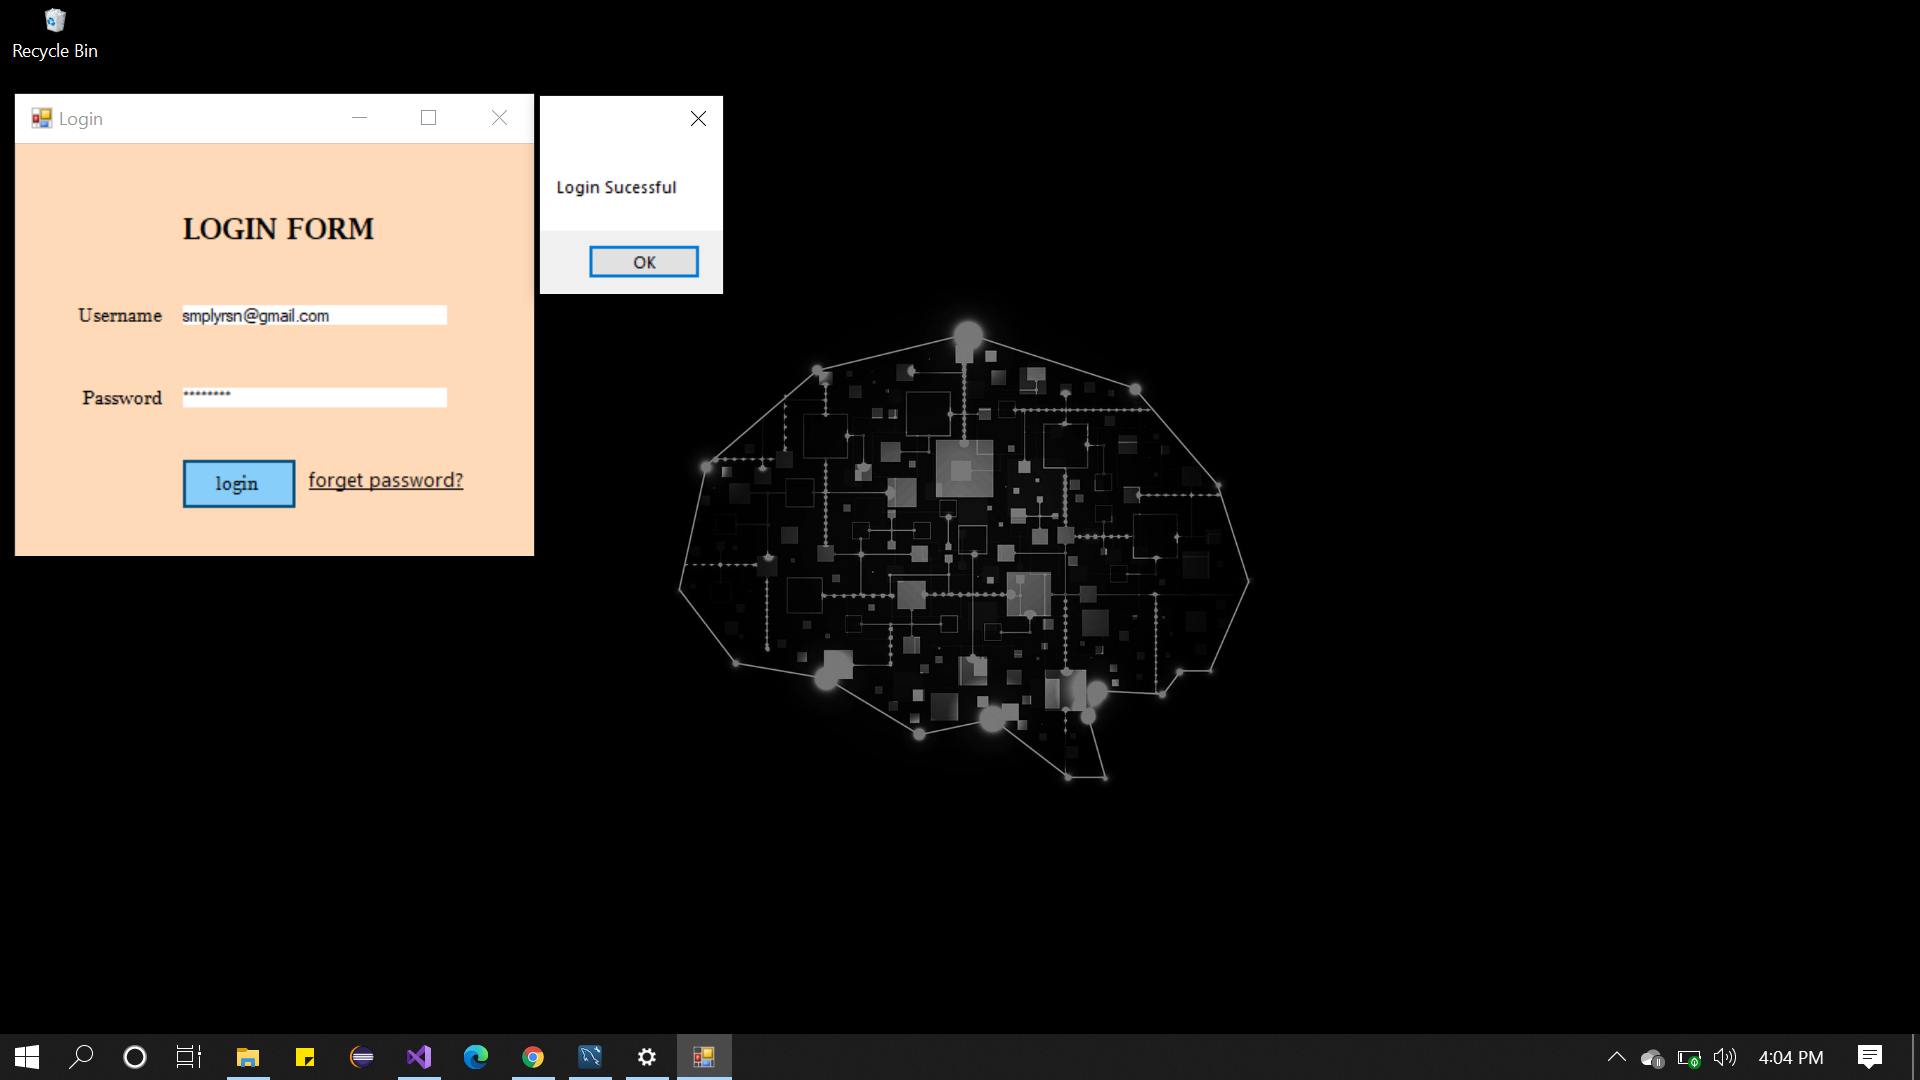 Recycle Bin
Login
Login Sucessful
OK
LOGIN FORM
Username smplyrsn@gmail.com
Password ********
login forget password?
4:04 PM